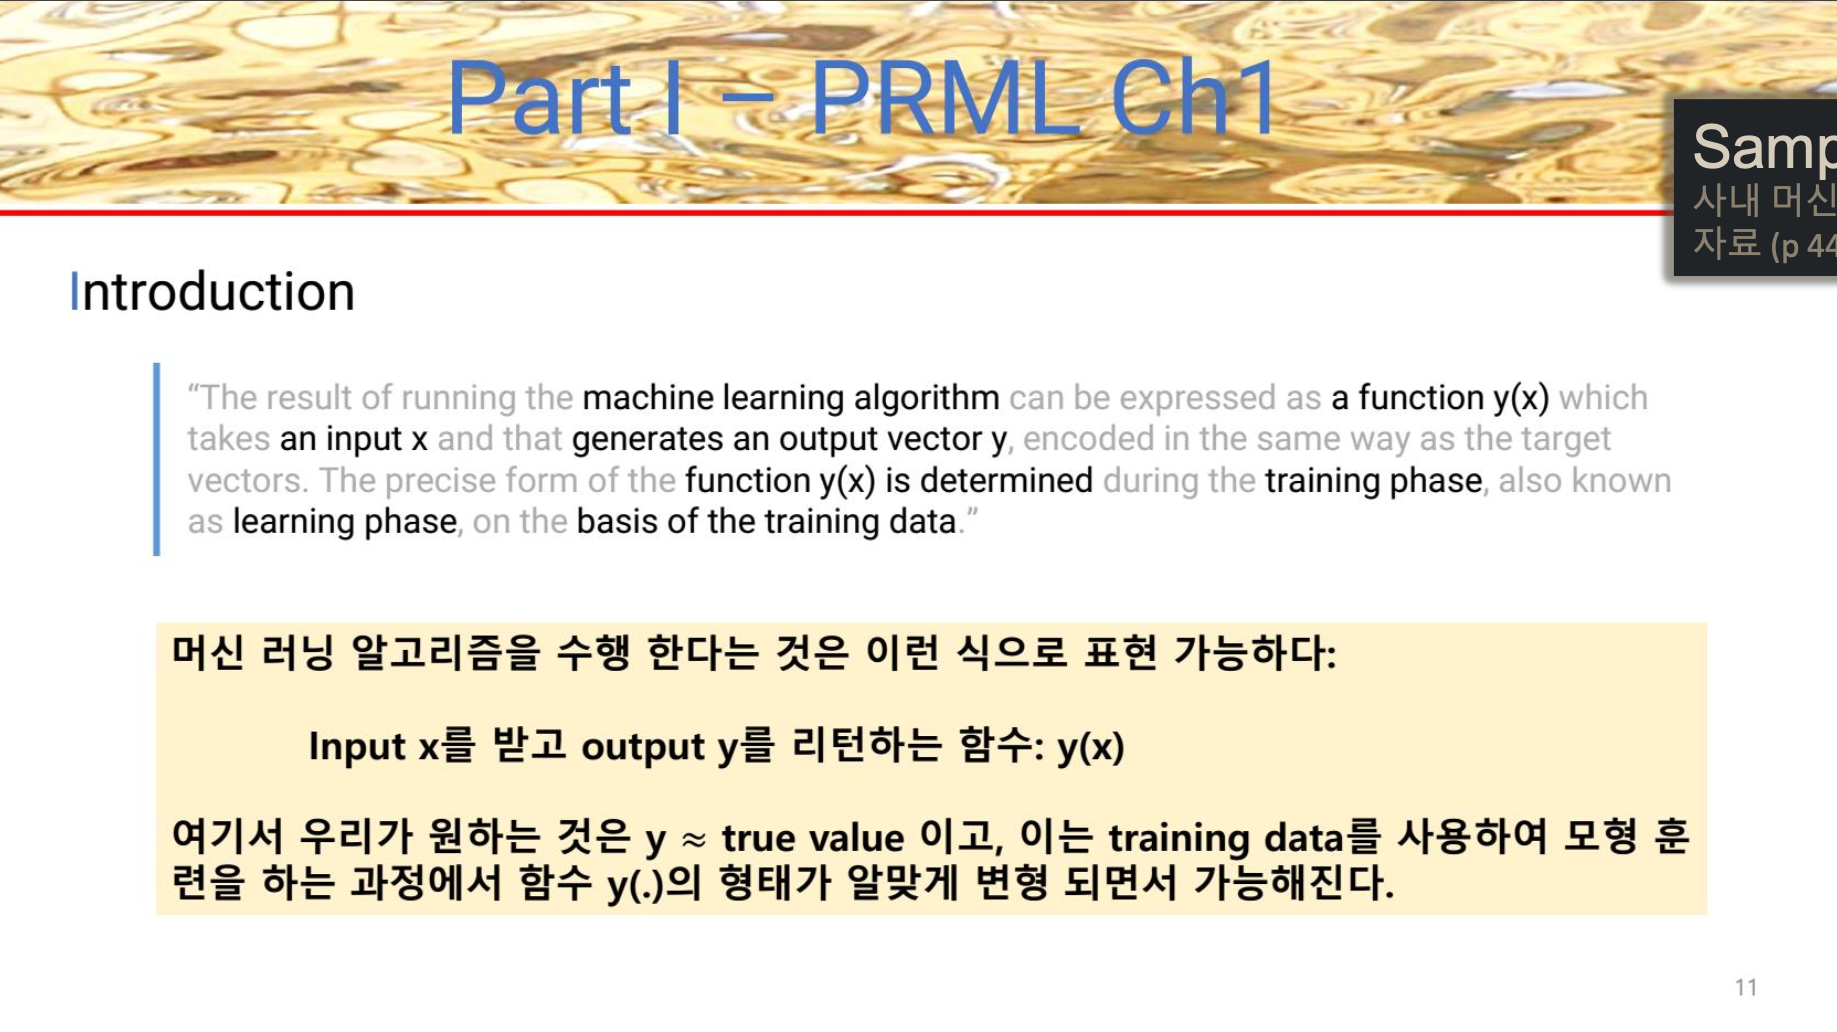 Part I – PRML Ch1
사내 머신
자료 (p 44
Introduction
“The result of running the machine learning algorithm can be expressed as a function y(x) which
takes an input x and that generates an output vector y, encoded in the same way as the target
vectors. The precise form of the function y(x) is determined during the training phase, also known
as learning phase, on the basis of the training data.”
머신 러닝 알고리즘을 수행 한다는 것은 이런 식으로 표현 가능하다:
Input x를 받고 output y를 리턴하는 함수: y(x)
여기서 우리가 원하는 것은 y ≈ true value 이고, 이는 training data를 사용하여 모형 훈
련을 하는 과정에서 함수 y(.)의 형태가 알맞게 변형 되면서 가능해진다.
11